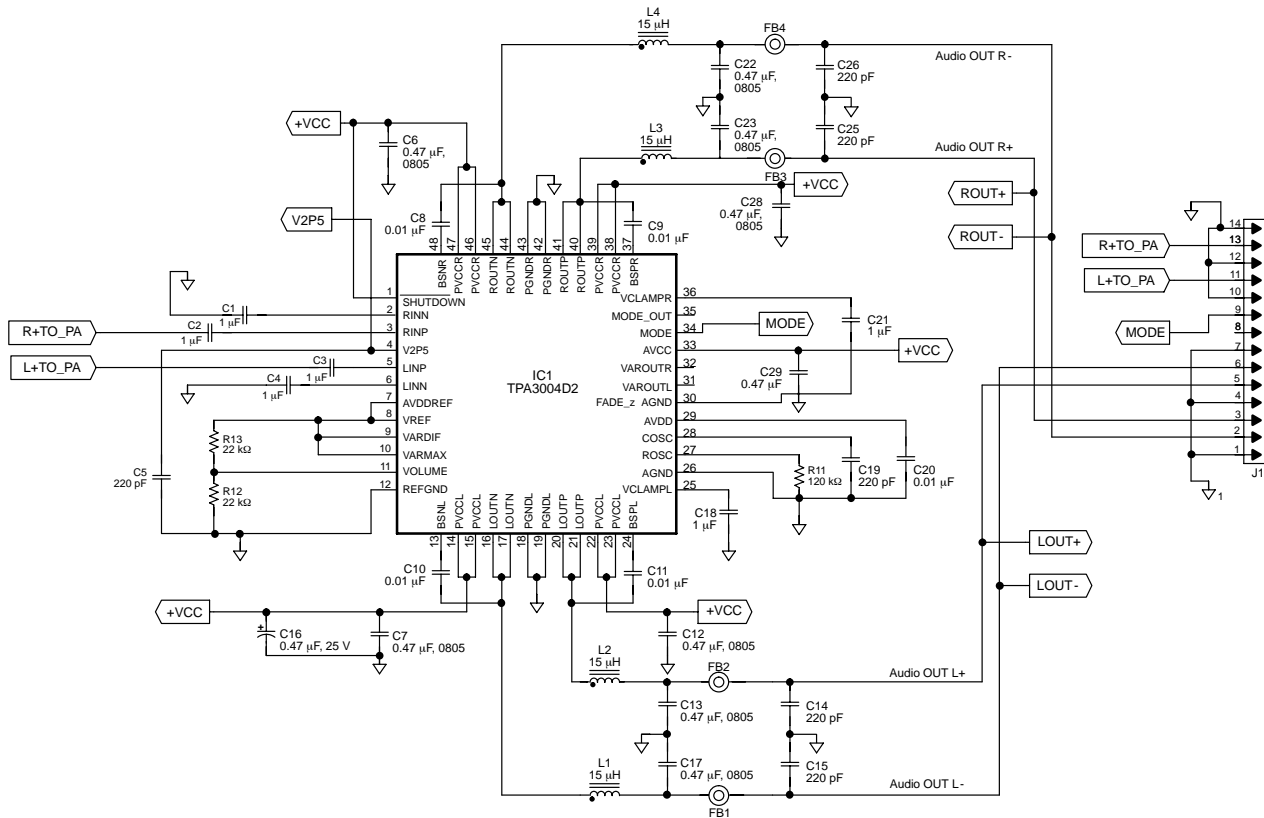 L4
15 µH
FB4
Audio OUT R-
C22
0.47 µF,
0805
C26
220 pF
+VCC
C6
0.47 µF,
0805
L3
15 µH
C23
0.47 µF,
0805
C25
220 pF
Audio OUT R+
FB3
+VCC
C28
0.47 µF,
0805
ROUT+
ROUT-
V2P5
C8
0.01 µF
C9
0.01 µF
48
47
46
45
44
43
42
41
40
39
38
37
BSNR
PVCCR
PVCCR
ROUTN
ROUTN
PGNDR
PGNDR
ROUTP
ROUTP
PVCCR
PVCCR
BSPR
R+TO_PA
L+TO_PA
C1
1 µF
C2
1 µF
C3
1 µF
C4
1 µF
1
SHUTDOWN
2
RINN
3
RINP
4
V2P5
5
LINP
6
LINN
7
AVDDREF
8
VREF
9
VARDIF
10
VARMAX
11
VOLUME
12
REFGND
IC1
TPA3004D2
VCLAMPR
36
MODE_OUT
35
MODE
34
AVCC
33
VAROUTR
32
VAROUTL
31
FADE_z
AGND
30
AVDD
29
COSC
28
ROSC
27
AGND
26
VCLAMPL
25
MODE
C21
1 µF
+VCC
C29
0.47 µF
R13
22 kΩ
R12
22 kΩ
C5
220 pF
R11
120 kΩ
C19
220 pF
C20
0.01 µF
C18
1 µF
BSNL
PVCCL
PVCCL
LOUTN
LOUTN
PGNDL
PGNDL
LOUTP
LOUTP
PVCCL
PVCCL
BSPL
13
14
15
16
17
18
19
20
21
22
23
24
C10
0.01 µF
C11
0.01 µF
+VCC
C16
0.47 µF, 25 V
C7
0.47 µF, 0805
+VCC
C12
0.47 µF, 0805
L2
15 µH
FB2
Audio OUT L+
C13
0.47 µF, 0805
C14
220 pF
C17
0.47 µF, 0805
C15
220 pF
L1
15 µH
FB1
Audio OUT L-
LOUT+
LOUT-
R+TO_PA
L+TO_PA
MODE
14
13
12
11
10
9
8
7
6
5
4
3
2
1
J1
1